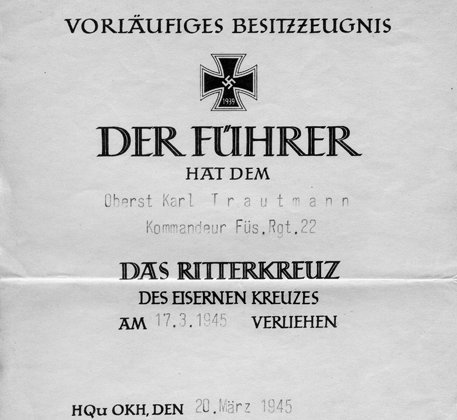 VORLÄUFIGES BESITZZEUGNIS
1939
DER FÜHRER
HAT DEM
Oberst Karl Trautmann
Kommandeur Füs.Rgt.22
DAS RITTERKREUZ
DES EISERNEN KREUZES
AM 17.3.1945 VERLIEHEN
HQu OKH, DEN 20.März 1945